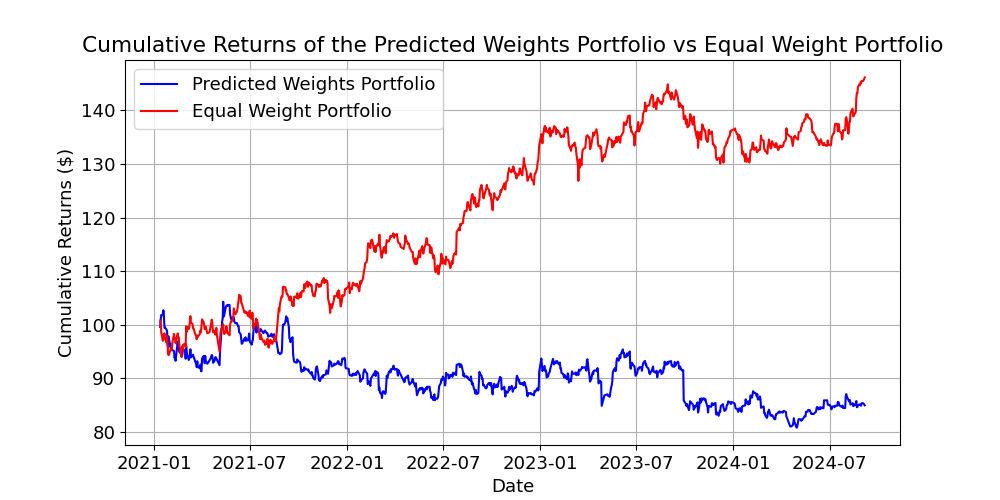 Cumulative Returns of the Predicted Weights Portfolio vs Equal Weight Portfolio
Predicted Weights Portfolio
Equal Weight Portfolio
Cumulative Returns ($)
140
130
120
110
100
90
80
2021-01 2021-07 2022-01 2022-07 2023-01 2023-07 2024-01 2024-07
Date